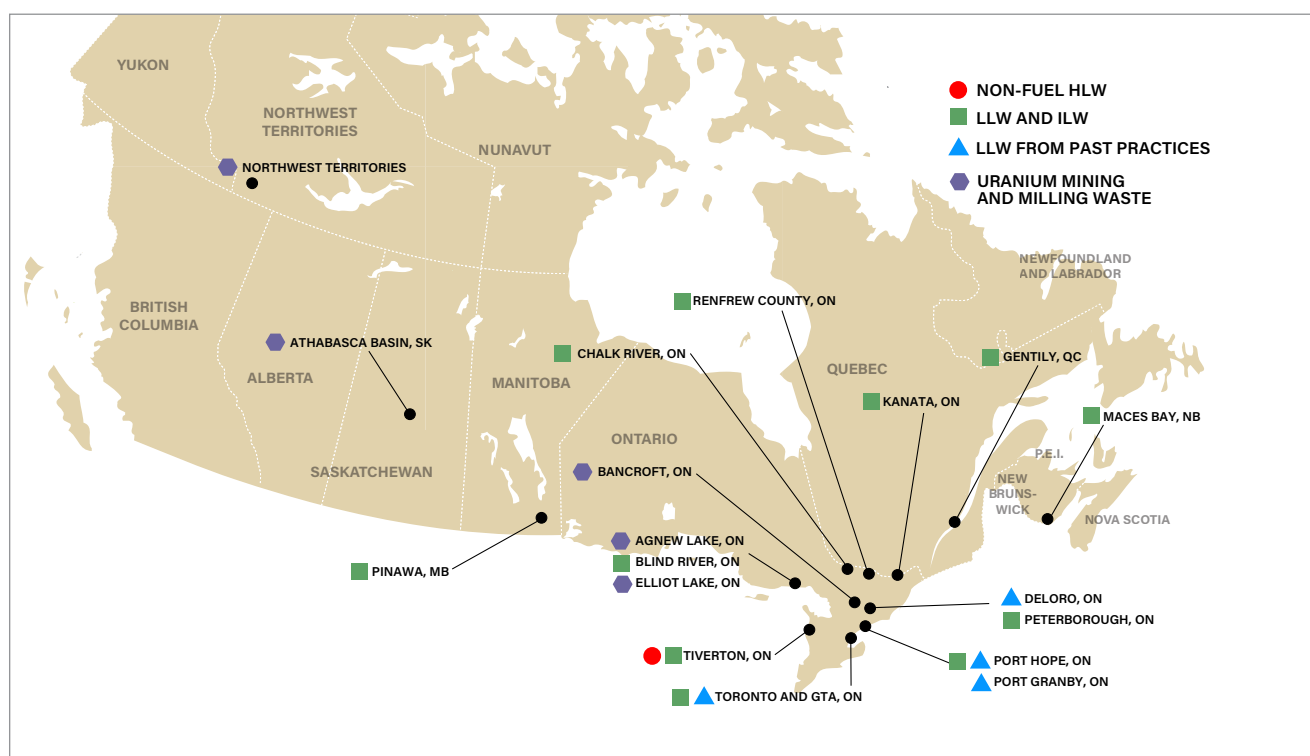 YUKON
NORTHWEST
TERRITORIES
NUNAVUT
NON-FUEL HLW
LLW AND ILW
LLW FROM PAST PRACTICES
URANIUM MINING
AND MILLING WASTE
NORTHWEST TERRITORIES
NEWFOUNDLAND
AND LABRADOR
BRITISH
COLUMBIA
RENFREW COUNTY, ON
ATHABASCA BASIN, SK
CHALK RIVER, ON
GENTILY, QC
ALBERTA
MANITOBA
QUEBEC
KANATA, ON
MACES BAY, NB
ONTARIO
SASKATCHEWAN
BANCROFT, ON
P.E.I.
NEW
BRUNS-
WICK
NOVA SCOTIA
AGNEW LAKE, ON
BLIND RIVER, ON
ELLIOT LAKE, ON
PINAWA, MB
DELORO, ON
PETERBOROUGH, ON
TIVERTON, ON
PORT HOPE, ON
PORT GRANBY, ON
TORONTO AND GTA, ON